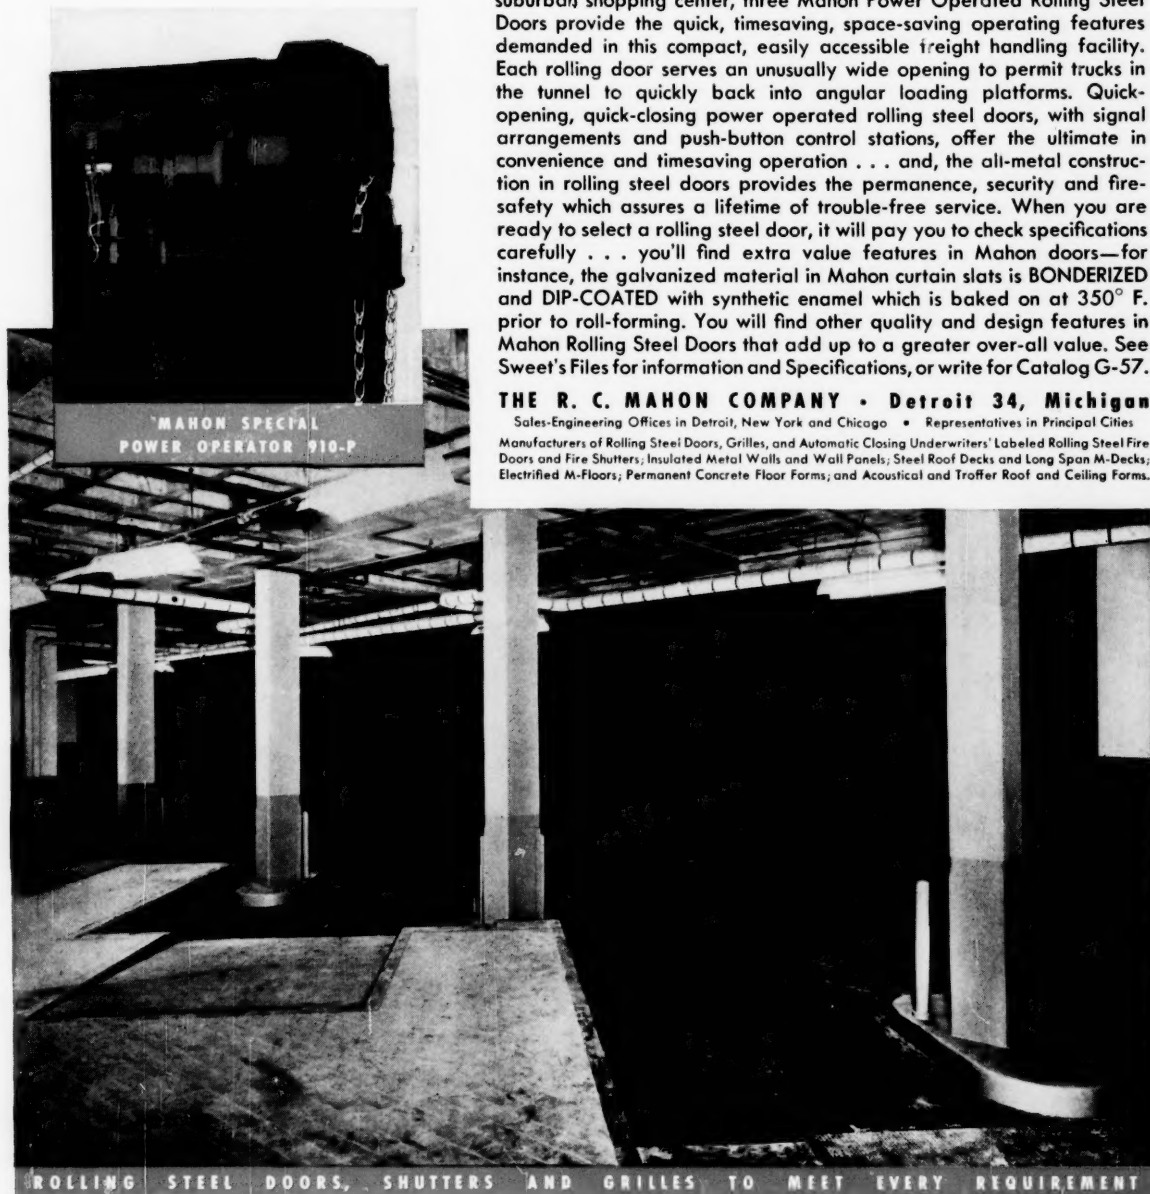 suburban shopping center, three Mahon Power Operated Rolling Steel
Doors provide the quick, timesaving, space-saving operating features
demanded in this compact, easily accessible freight handling facility.
Each rolling door serves an unusually wide opening to permit trucks in
the tunnel to quickly back into angular loading platforms. Quick-
opening, quick-closing power operated rolling steel doors, with signal
arrangements and push-button control stations, offer the ultimate in
convenience and timesaving operation . . . and, the all-metal construc-
tion in rolling steel doors provides the permanence, security and fire-
safety which assures a lifetime of trouble-free service. When you are
ready to select a rolling steel door, it will pay you to check specifications
carefully . . . you'll find extra value features in Mahon doors—for
instance, the galvanized material in Mahon curtain slats is BONDERIZED
and DIP-COATED with synthetic enamel which is baked on at 350° F.
prior to roll-forming. You will find other quality and design features in
Mahon Rolling Steel Doors that add up to a greater over-all value. See
Sweet's Files for information and Specifications, or write for Catalog G-57.
THE R. C. MAHON COMPANY • Detroit 34, Michigan
Sales-Engineering Offices in Detroit, New York and Chicago • Representatives in Principal Cities
Manufacturers of Rolling Steel Doors, Grilles, and Automatic Closing Underwriters' Labeled Rolling Steel Fire
Doors and Fire Shutters; Insulated Metal Walls and Wall Panels; Steel Roof Decks and Long Span M-Decks;
Electrified M-Floors; Permanent Concrete Floor Forms; and Acoustical and Troffer Roof and Ceiling Forms.
MAHON SPECIAL
POWER OPERATOR 910-P
ROLLING STEEL DOORS, SHUTTERS AND GRILLES TO MEET EVERY REQUIREMENT